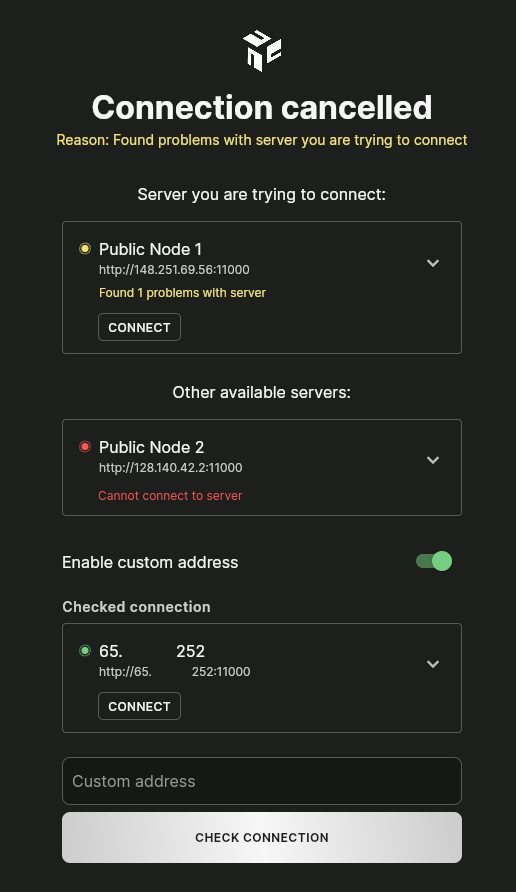 Connection cancelled
Reason: Found problems with server you are trying to connect
Server you are trying to connect:
Public Node 1
http://148.251.69.56:11000
Found 1 problems with server
CONNECT
Other available servers:
Public Node 2
http://128.140.42.2:11000
Cannot connect to server
Enable custom address
Checked connection
65. 252
http://65. 252:11000
CONNECT
Custom address
CHECK CONNECTION